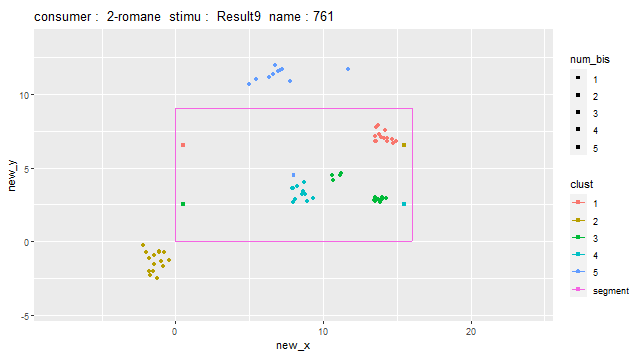 consumer :  2-romane  stimu :  Result9  name : 761
new_y
10
5
0
-5
0
10
20
new_x
num_bis
1
2
3
4
5
clust
1
2
3
4
5
segment